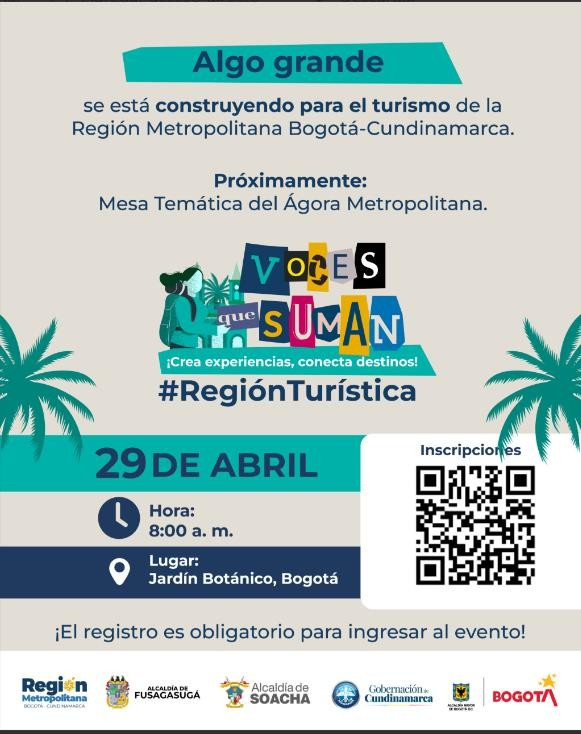 Algo grande
se está construyendo para el turismo de la
Región Metropolitana Bogotá-Cundinamarca.
Próximamente:
Mesa Temática del Ágora Metropolitana.
VOCES
que SUMAN
¡Crea experiencias, conecta destinos!
#RegiónTurística
29 DE ABRIL
Hora:
8:00 a. m.
Lugar:
Jardín Botánico, Bogotá
Inscripciones
¡El registro es obligatorio para ingresar al evento!
Región
Metropolitana
BOGOTÁ - CUNDINAMARCA
ALCALDÍA DE
FUSAGASUGÁ
Alcaldía de
SOACHA
Gobernación de
Cundinamarca
ALCALDÍA MAYOR
DE BOGOTÁ D.C.
BOGOTÁ